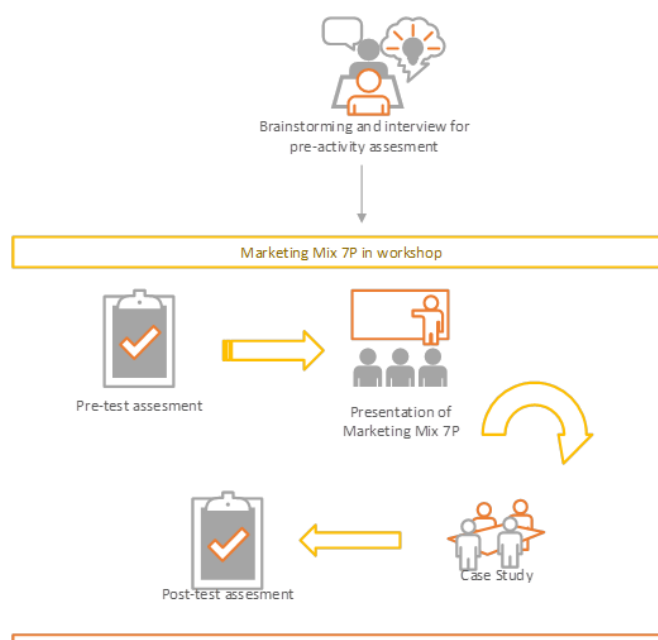 Brainstorming and interview for
pre-activity assesment
Marketing Mix 7P in workshop
Pre-test assesment
Presentation of
Marketing Mix 7P
Case Study
Post-test assesment